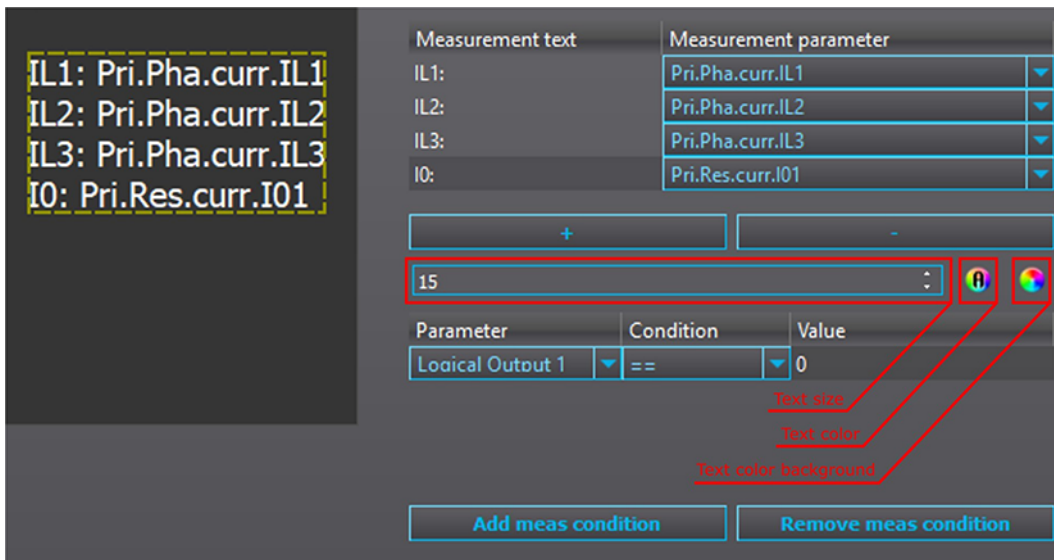 IL1: Pri.Pha.curr.IL1
IL2: Pri.Pha.curr.IL2
IL3: Pri.Pha.curr.IL3
I0: Pri.Res.curr.I01
Measurement text Measurement parameter
IL1: Pri.Pha.curr.IL1
IL2: Pri.Pha.curr.IL2
IL3: Pri.Pha.curr.IL3
I0: Pri.Res.curr.I01
+ -
15 A
Parameter Condition Value
Logical Output 1 == 0
Text size
Text color
Text color background
Add meas condition Remove meas condition